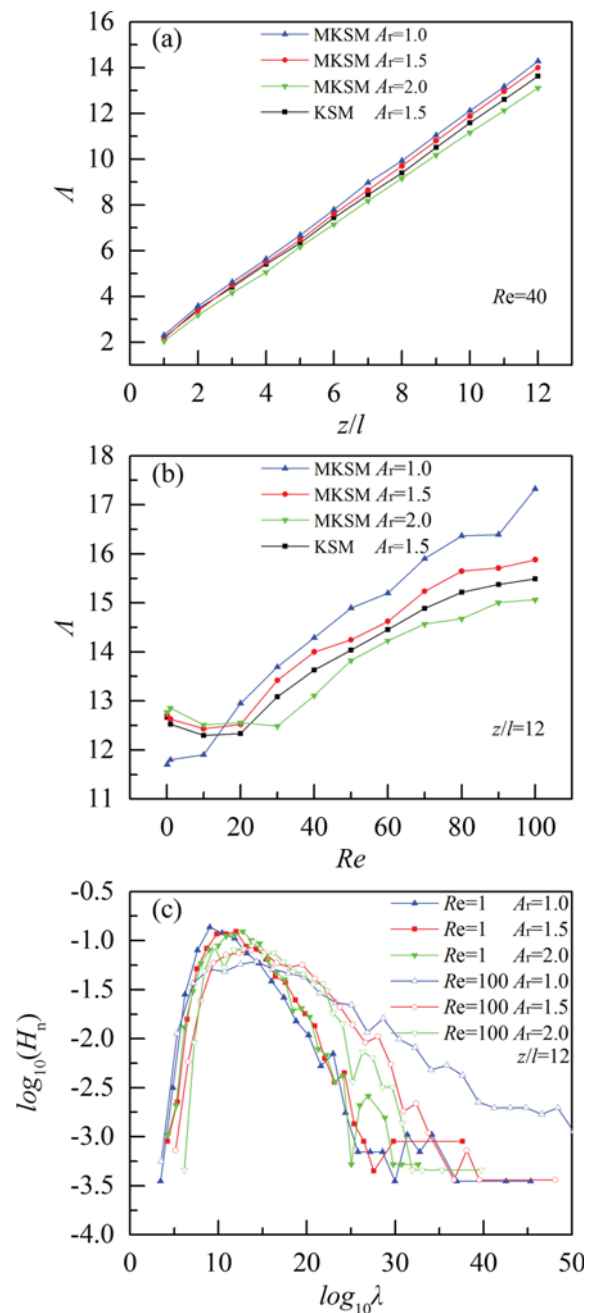 (a)
MKSM Ar=1.0
MKSM Ar=1.5
MKSM Ar=2.0
KSM Ar=1.5
16
14
12
10
8
6
4
2
Λ
Re=40
0 2 4 6 8 10 12
z/l
(b)
MKSM Ar=1.0
MKSM Ar=1.5
MKSM Ar=2.0
KSM Ar=1.5
18
17
16
15
14
13
12
11
Λ
z/l=12
0 20 40 60 80 100
Re
(c)
Re=1 Ar=1.0
Re=1 Ar=1.5
Re=1 Ar=2.0
Re=100 Ar=1.0
Re=100 Ar=1.5
Re=100 Ar=2.0
z/l=12
-0.5
-1.0
-1.5
-2.0
-2.5
-3.0
-3.5
-4.0
log10(Hn)
0 10 20 30 40 50
log10λ